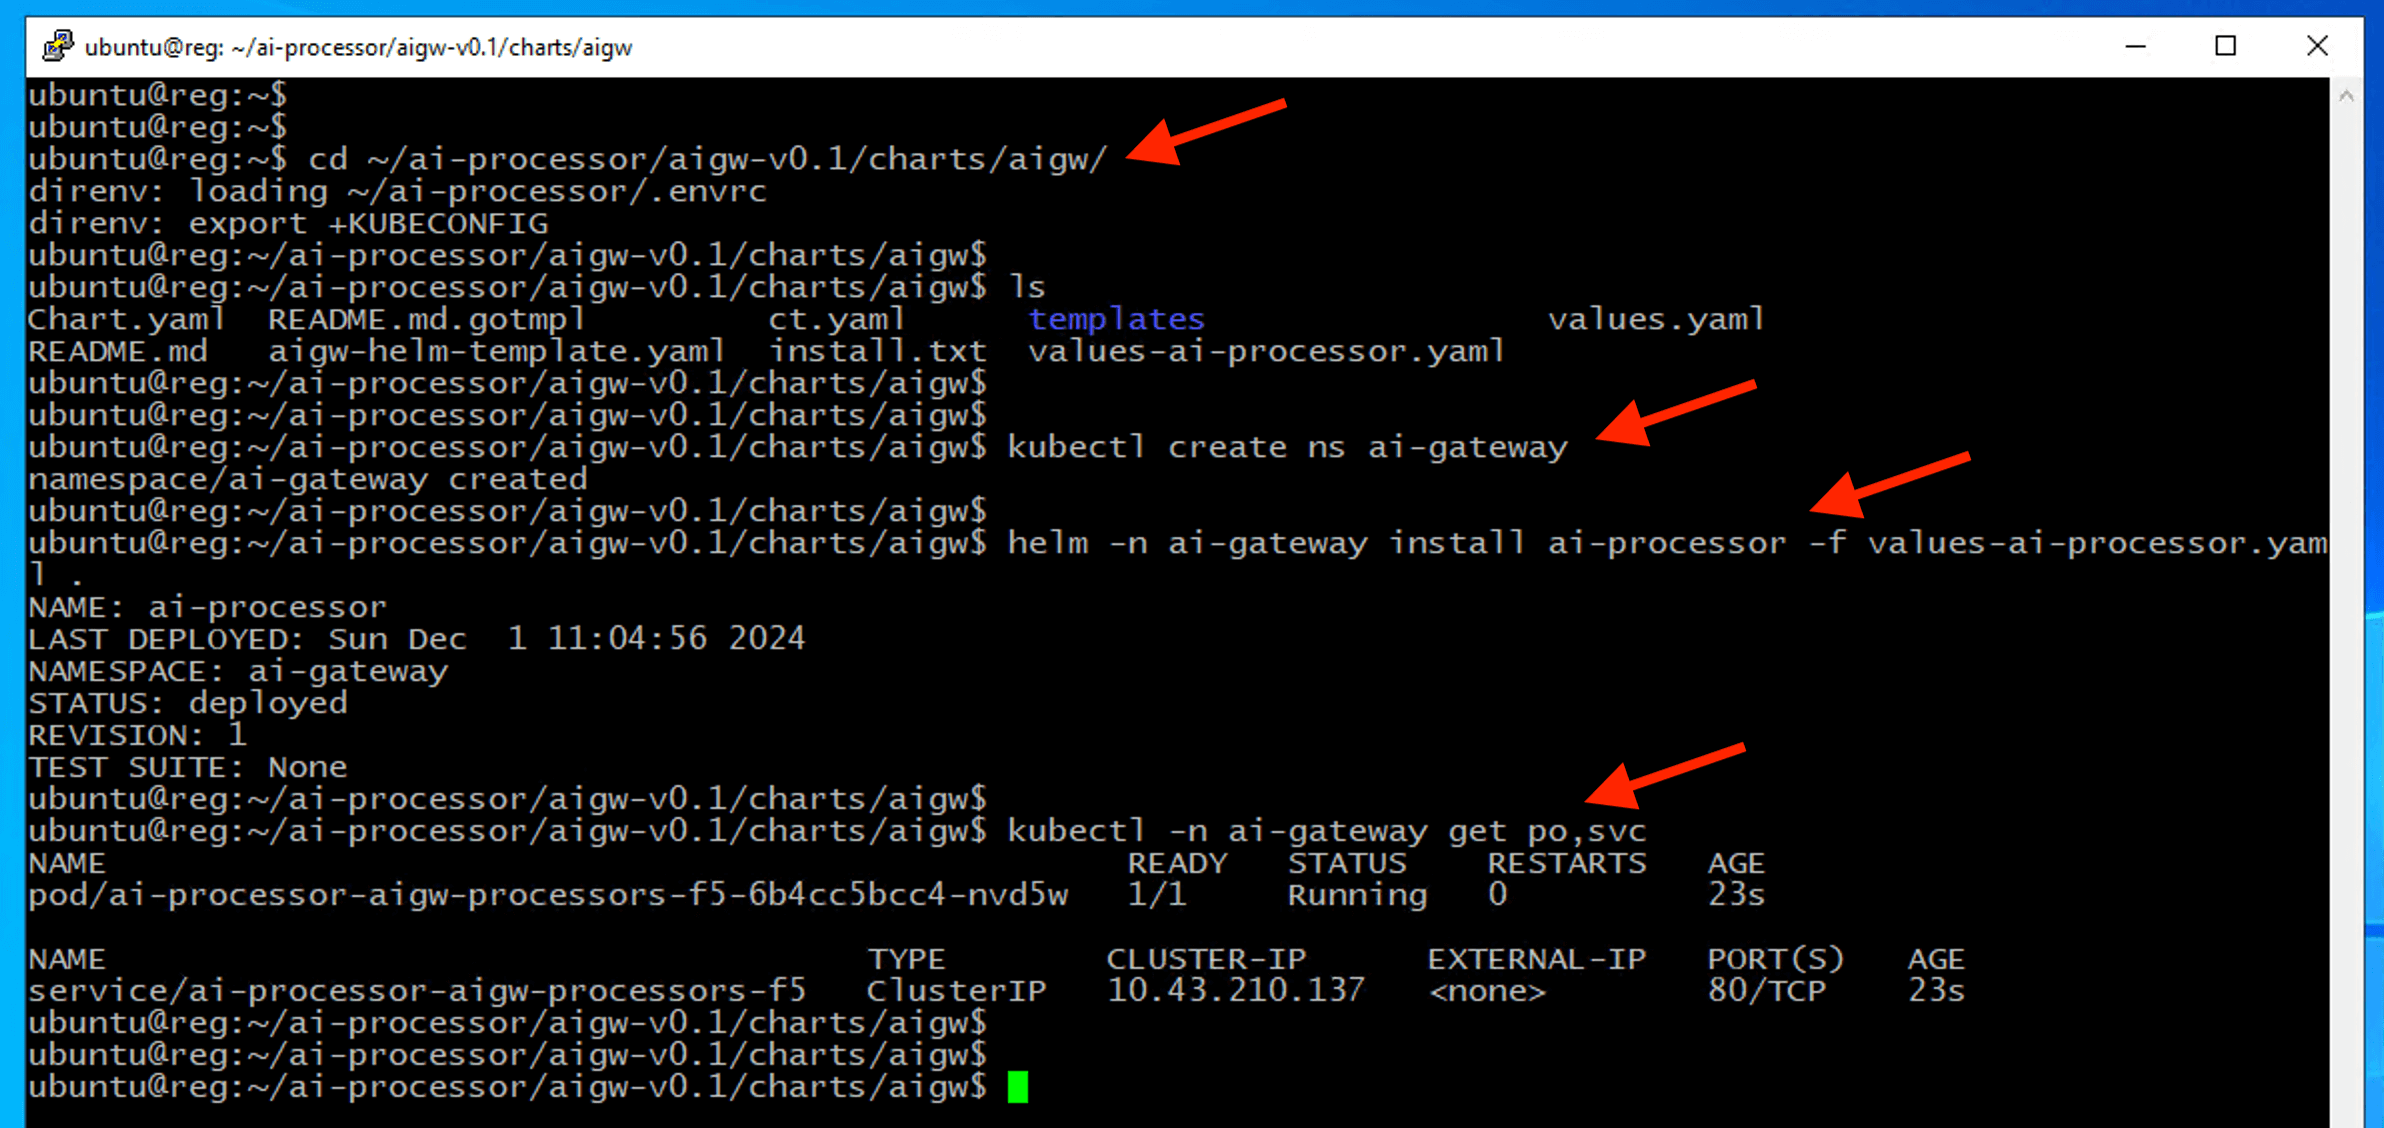 ubuntu@reg: ~/ai-processor/aigw-v0.1/charts/aigw
ubuntu@reg:~$
ubuntu@reg:~$
ubuntu@reg:~$ cd ~/ai-processor/aigw-v0.1/charts/aigw/
direnv: loading ~/ai-processor/.envrc
direnv: export +KUBECONFIG
ubuntu@reg:~/ai-processor/aigw-v0.1/charts/aigw$
ubuntu@reg:~/ai-processor/aigw-v0.1/charts/aigw$ ls
Chart.yaml  README.md.gotmpl         ct.yaml      templates                 values.yaml
README.md   aigw-helm-template.yaml  install.txt  values-ai-processor.yaml
ubuntu@reg:~/ai-processor/aigw-v0.1/charts/aigw$
ubuntu@reg:~/ai-processor/aigw-v0.1/charts/aigw$
ubuntu@reg:~/ai-processor/aigw-v0.1/charts/aigw$ kubectl create ns ai-gateway
namespace/ai-gateway created
ubuntu@reg:~/ai-processor/aigw-v0.1/charts/aigw$
ubuntu@reg:~/ai-processor/aigw-v0.1/charts/aigw$ helm -n ai-gateway install ai-processor -f values-ai-processor.yam
l .
NAME: ai-processor
LAST DEPLOYED: Sun Dec  1 11:04:56 2024
NAMESPACE: ai-gateway
STATUS: deployed
REVISION: 1
TEST SUITE: None
ubuntu@reg:~/ai-processor/aigw-v0.1/charts/aigw$
ubuntu@reg:~/ai-processor/aigw-v0.1/charts/aigw$ kubectl -n ai-gateway get po,svc
NAME                                                   READY   STATUS    RESTARTS   AGE
pod/ai-processor-aigw-processors-f5-6b4cc5bcc4-nvd5w   1/1     Running   0          23s

NAME                                      TYPE        CLUSTER-IP      EXTERNAL-IP   PORT(S)   AGE
service/ai-processor-aigw-processors-f5   ClusterIP   10.43.210.137   <none>        80/TCP    23s
ubuntu@reg:~/ai-processor/aigw-v0.1/charts/aigw$
ubuntu@reg:~/ai-processor/aigw-v0.1/charts/aigw$
ubuntu@reg:~/ai-processor/aigw-v0.1/charts/aigw$